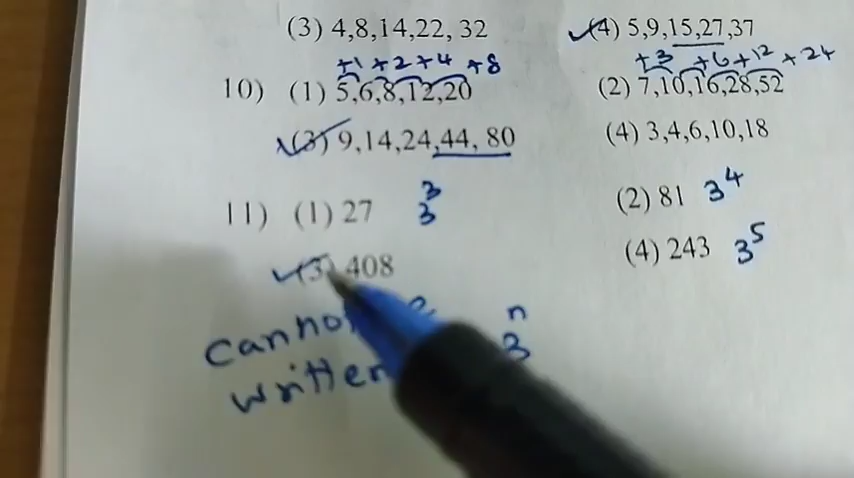 (3) 4,8,14,22, 32 (4) 5,9,15,27,37
+1 +2 +4 +8 +3 +6 +12 +24
10) (1) 5,6,8,12,20 (2) 7,10,16,28,52
(3) 9,14,24,44, 80 (4) 3,4,6,10,18
11) (1) 27 3³ (2) 81 3⁴
(3) 408 (4) 243 3⁵
written 3ⁿ